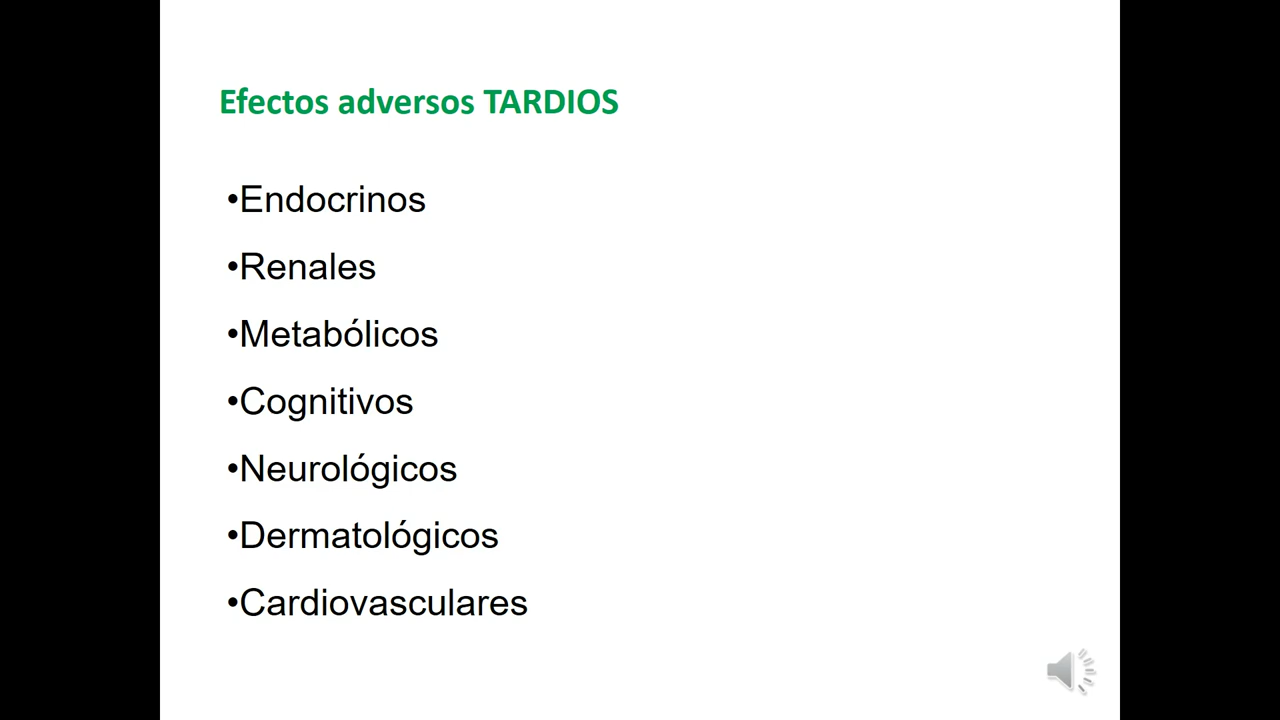 Efectos adversos TARDIOS
•Endocrinos
•Renales
•Metabólicos
•Cognitivos
•Neurológicos
•Dermatológicos
•Cardiovasculares